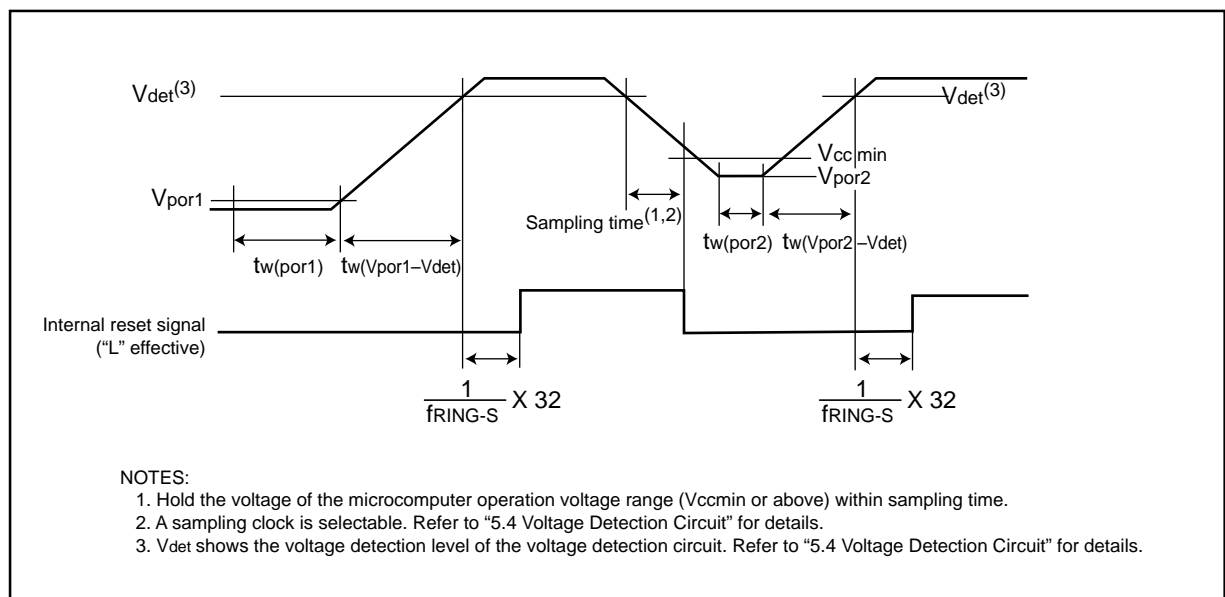 Vdet(3)
Vdet(3)
Vcc min
Vpor2
Vpor1
Sampling time(1,2)
tw(por1)
tw(Vpor1–Vdet)
tw(por2)
tw(Vpor2 –Vdet)
Internal reset signal
(“L” effective)
1
fRING-S
X 32
1
fRING-S
X 32
NOTES:
1. Hold the voltage of the microcomputer operation voltage range (Vccmin or above) within sampling time.
2. A sampling clock is selectable. Refer to “5.4 Voltage Detection Circuit” for details.
3. Vdet shows the voltage detection level of the voltage detection circuit. Refer to “5.4 Voltage Detection Circuit” for details.